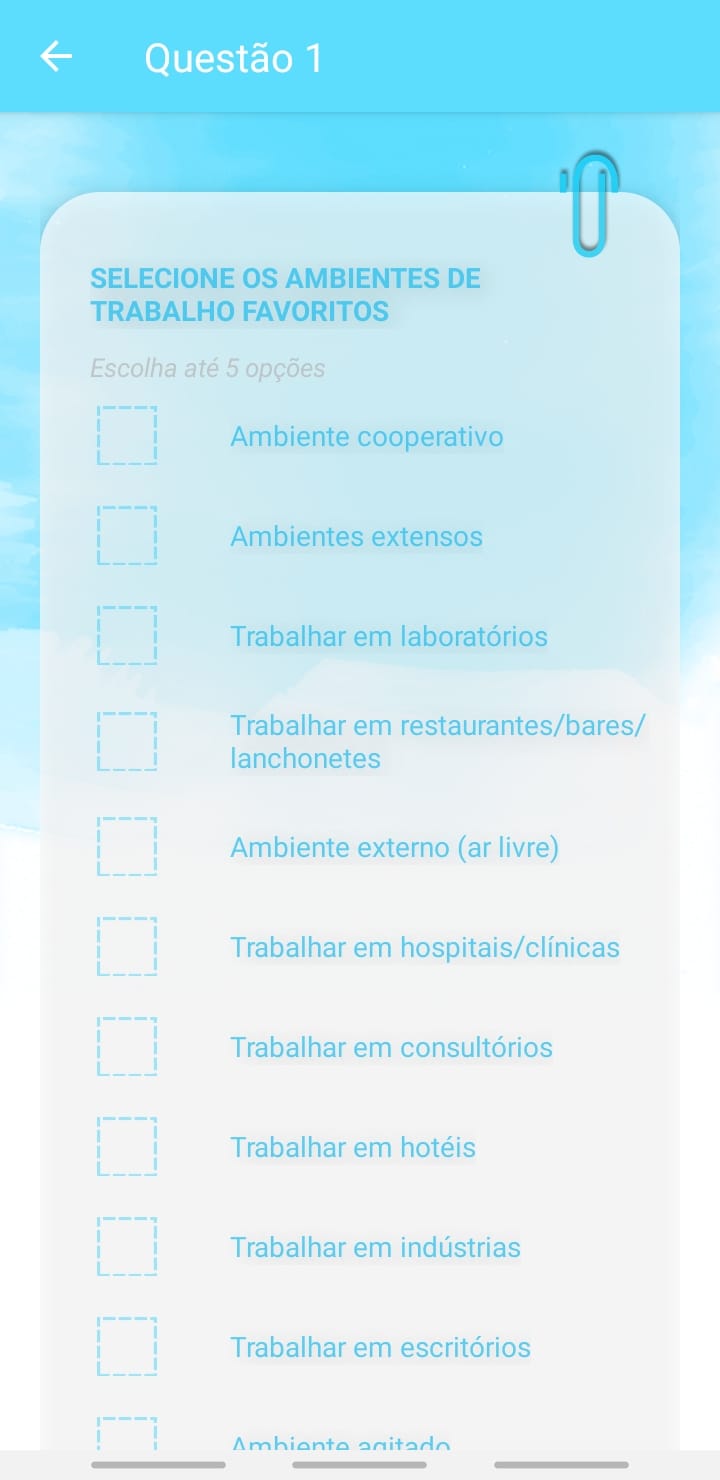 Questão 1
SELECIONE OS AMBIENTES DE
TRABALHO FAVORITOS
Escolha até 5 opções
Ambiente cooperativo
Ambientes extensos
Trabalhar em laboratórios
Trabalhar em restaurantes/bares/
lanchonetes
Ambiente externo (ar livre)
Trabalhar em hospitais/clínicas
Trabalhar em consultórios
Trabalhar em hotéis
Trabalhar em indústrias
Trabalhar em escritórios
Ambiente agitado